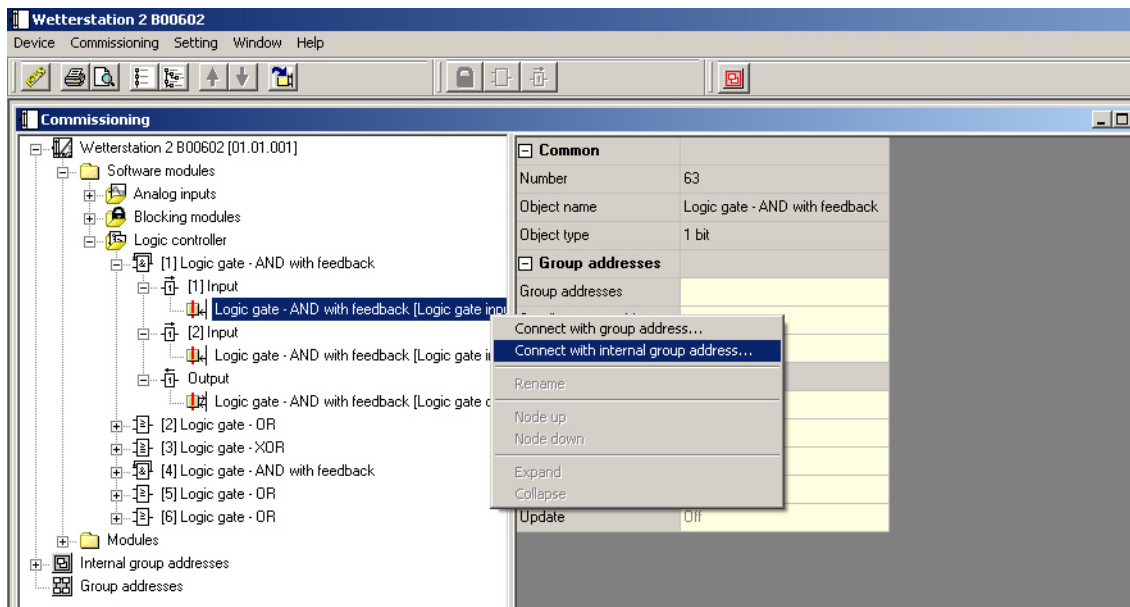 Wetterstation 2 B00602
Device Commissioning Setting Window Help
Commissioning
Wetterstation 2 B00602 [01.01.001]
Software modules
Analog inputs
Blocking modules
Logic controller
[1] Logic gate - AND with feedback
[1] Input
Logic gate - AND with feedback [Logic gate
[2] Input
Logic gate - AND with feedback [Logic gate
Output
Logic gate - AND with feedback [Logic gate
[2] Logic gate - OR
[3] Logic gate - XOR
[4] Logic gate - AND with feedback
[5] Logic gate - OR
[6] Logic gate - OR
Modules
Internal group addresses
Group addresses
Common
Number 63
Object name Logic gate - AND with feedback
Object type 1 bit
Group addresses
Group addresses
Connect with group address...
Connect with internal group address...
Rename
Node up
Node down
Expand
Collapse
Update Off